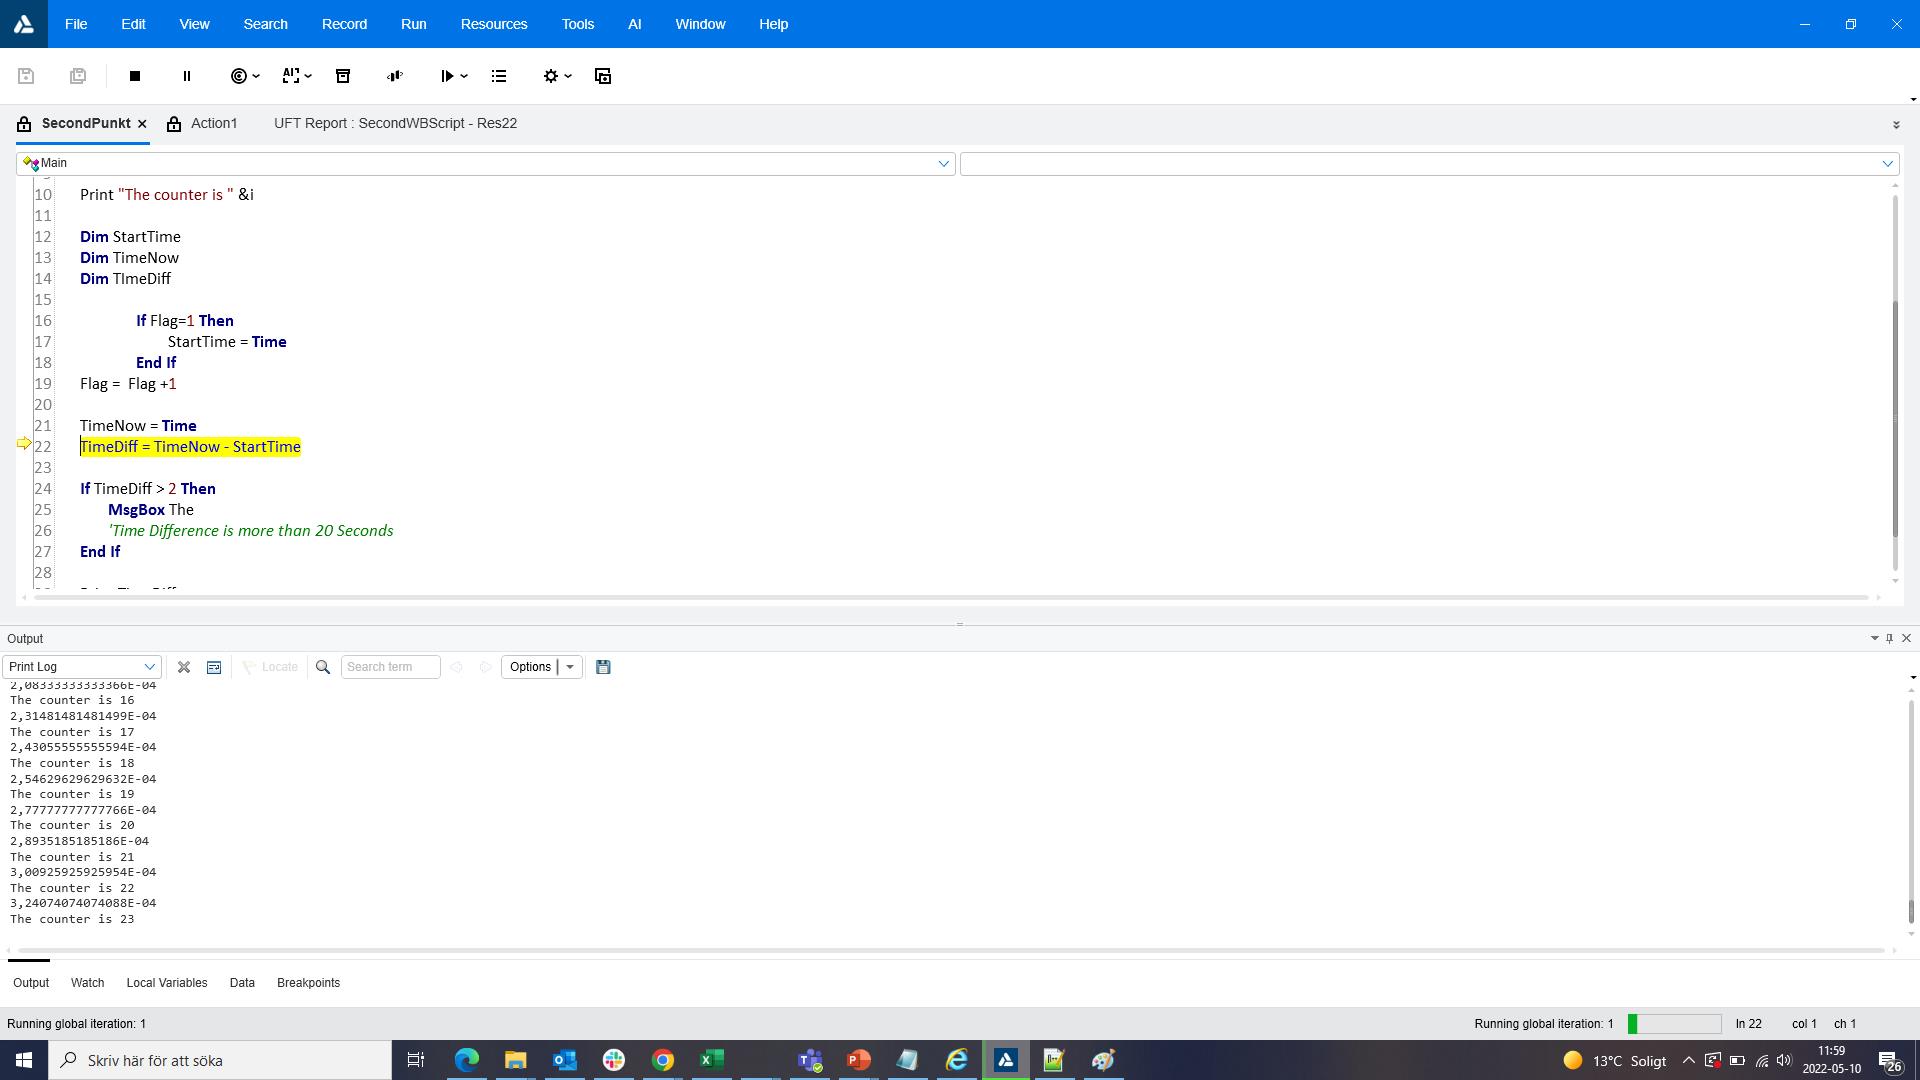 File Edit View Search Record Run Resources Tools AI Window Help
SecondPunkt Action1 UFT Report : SecondWBScript - Res22
Main
10 Print "The counter is " &i
11
12 Dim StartTime
13 Dim TimeNow
14 Dim TImeDiff
15
16 If Flag=1 Then
17 StartTime = Time
18 End If
19 Flag = Flag +1
20
21 TimeNow = Time
22 TimeDiff = TimeNow - StartTime
23
24 If TimeDiff > 2 Then
25 MsgBox The
26 'Time Difference is more than 20 Seconds
27 End If
28
Output
Print Log Locate Search term Options
2,08333333333366E-04
The counter is 16
2,31481481481499E-04
The counter is 17
2,43055555555594E-04
The counter is 18
2,54629629629632E-04
The counter is 19
2,77777777777766E-04
The counter is 20
2,8935185185186E-04
The counter is 21
3,00925925925954E-04
The counter is 22
3,24074074074088E-04
The counter is 23
Output Watch Local Variables Data Breakpoints
Running global iteration: 1 Running global iteration: 1 ln 22 col 1 ch 1
Skriv här för att söka 13°C Soligt 11:59
2022-05-10 26